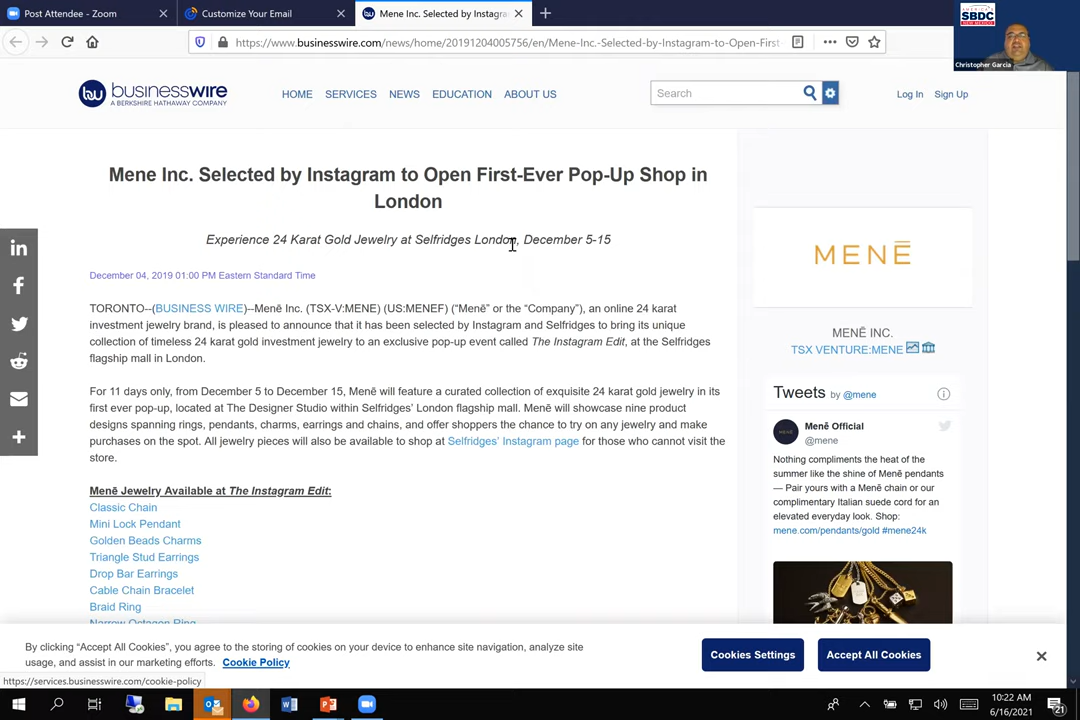 Post Attendee - Zoom
Customize Your Email
Mene Inc. Selected by Instagra
AMERICA'S
SBDC
NEW MEXICO
Christopher Garcia
https://www.businesswire.com/news/home/20191204005756/en/Mene-Inc.-Selected-by-Instagram-to-Open-First-
bw businesswire
A BERKSHIRE HATHAWAY COMPANY
HOME SERVICES NEWS EDUCATION ABOUT US
Search
Log In Sign Up
Mene Inc. Selected by Instagram to Open First-Ever Pop-Up Shop in
London
Experience 24 Karat Gold Jewelry at Selfridges London, December 5-15
December 04, 2019 01:00 PM Eastern Standard Time
TORONTO--(BUSINESS WIRE)--Menē Inc. (TSX-V:MENE) (US:MENEF) (“Menē” or the “Company”), an online 24 karat
investment jewelry brand, is pleased to announce that it has been selected by Instagram and Selfridges to bring its unique
collection of timeless 24 karat gold investment jewelry to an exclusive pop-up event called The Instagram Edit, at the Selfridges
flagship mall in London.
For 11 days only, from December 5 to December 15, Menē will feature a curated collection of exquisite 24 karat gold jewelry in its
first ever pop-up, located at The Designer Studio within Selfridges’ London flagship mall. Menē will showcase nine product
designs spanning rings, pendants, charms, earrings and chains, and offer shoppers the chance to try on any jewelry and make
purchases on the spot. All jewelry pieces will also be available to shop at Selfridges’ Instagram page for those who cannot visit the
store.
Menē Jewelry Available at The Instagram Edit:
Classic Chain
Mini Lock Pendant
Golden Beads Charms
Triangle Stud Earrings
Drop Bar Earrings
Cable Chain Bracelet
Braid Ring
Narrow Octagon Ring
MENĒ
MENĒ INC.
TSX VENTURE:MENE
Tweets by @mene
Menē Official
@mene
Nothing compliments the heat of the
summer like the shine of Menē pendants
— Pair yours with a Menē chain or our
complimentary Italian suede cord for an
elevated everyday look. Shop:
mene.com/pendants/gold #mene24k
By clicking “Accept All Cookies”, you agree to the storing of cookies on your device to enhance site navigation, analyze site
usage, and assist in our marketing efforts. Cookie Policy
Cookies Settings
Accept All Cookies
https://services.businesswire.com/cookie-policy
10:22 AM
6/16/2021
21